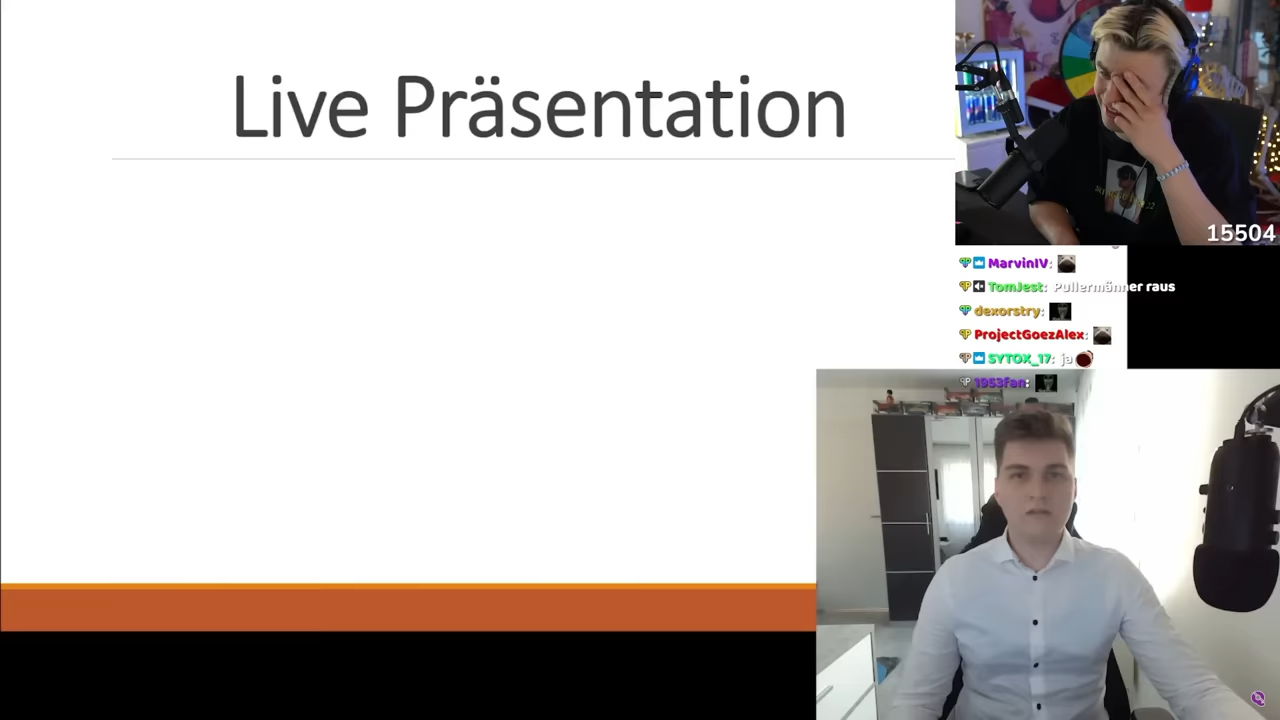 Live Präsentation
15504
MarvinIV:
TomJest: Pullermänner raus
dexorstry:
ProjectGoezAlex:
SYTOX_17: ja
1953fan: